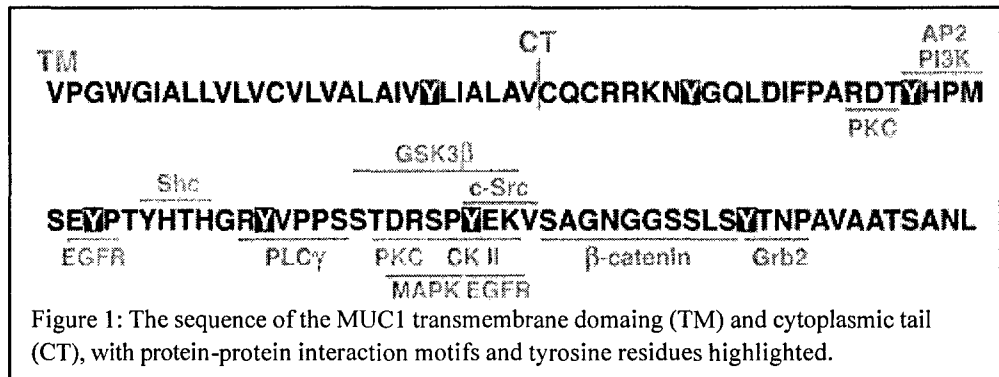 CT
AP2
TM
PI3K
VPGWGIALLVLVCVLVALAIVYLIALAVCQCRRKNYGQLDIFPARDTYHPM
PKC
GSK3β
Shc
c-Src
SEYPTYHTHGRYVPPSSTDRSPYEKVSAGNGGSSLSYTNPAVAATSANL
EGFR PLCγ PKC CK II β-catenin Grb2
MAPK EGFR
Figure 1: The sequence of the MUC1 transmembrane domaing (TM) and cytoplasmic tail
(CT), with protein-protein interaction motifs and tyrosine residues highlighted.